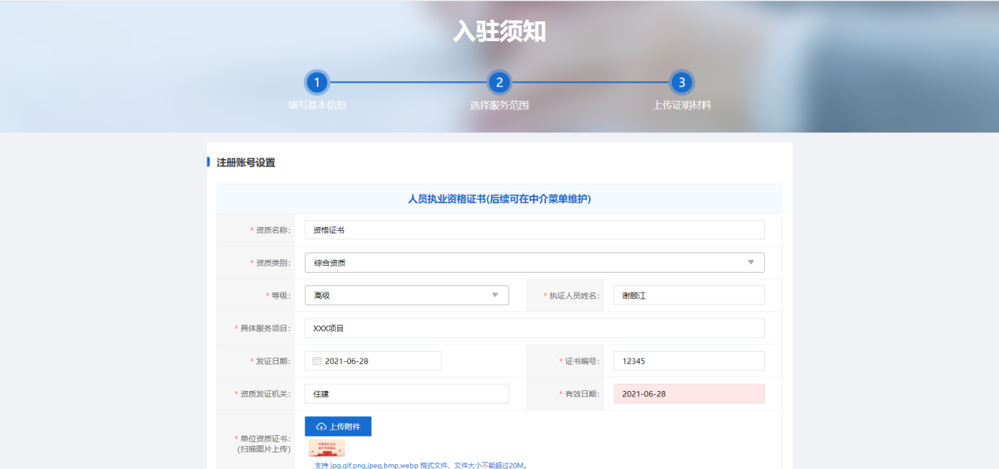 入驻须知
1 2 3
填写基本信息 选择服务范围 上传证明材料
注册账号设置
人员执业资格证书(后续可在中介菜单维护)
* 资质名称: 资格证书
* 资质类别: 综合资质
* 等级: 高级 * 执证人员姓名: 谢颐江
* 具体服务项目: XXX项目
* 发证日期: 2021-06-28 * 证书编号: 12345
* 资质发证机关: 住建 * 有效日期: 2021-06-28
上传附件
* 单位资质证书:
(扫描图片上传)
支持 jpg,gif,png,jpeg,bmp,webp 格式文件，文件大小不能超过20M。